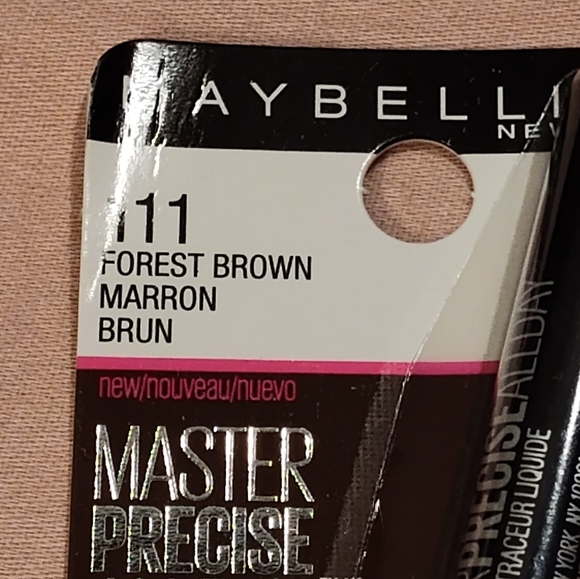 MAYBELLI
NEW
111
FOREST BROWN
MARRON
BRUN
new/nouveau/nuevo
MASTER
PRECISE
PRECISE ALL DAY
TRACEUR LIQUIDE